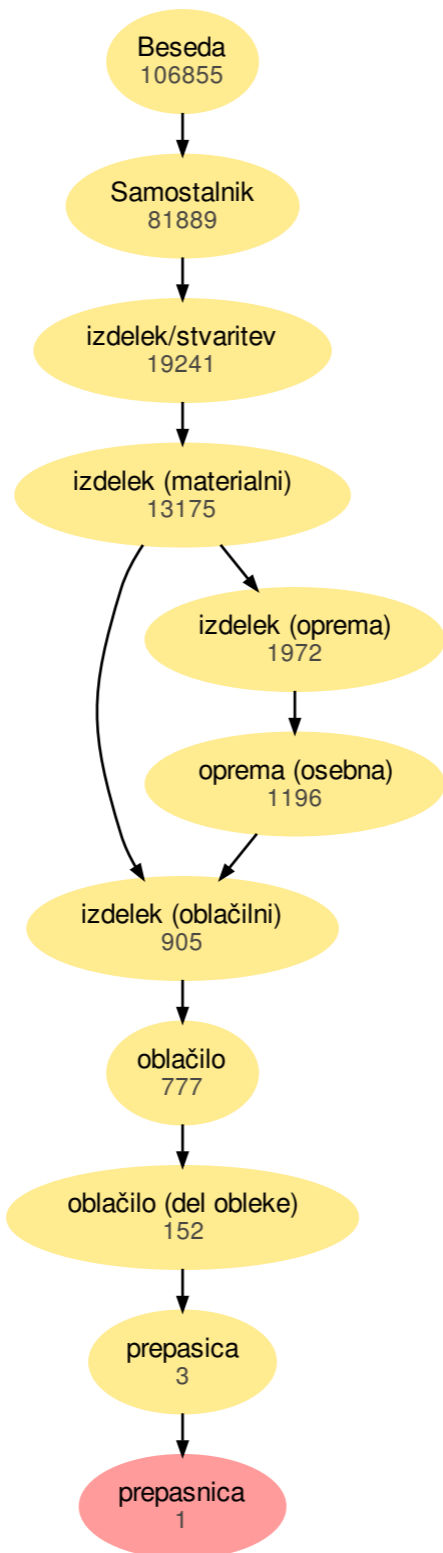 Beseda
106855
Samostalnik
81889
izdelek/stvaritev
19241
izdelek (materialni)
13175
izdelek (oprema)
1972
oprema (osebna)
1196
izdelek (oblačilni)
905
oblačilo
777
oblačilo (del obleke)
152
prepasica
3
prepasnica
1